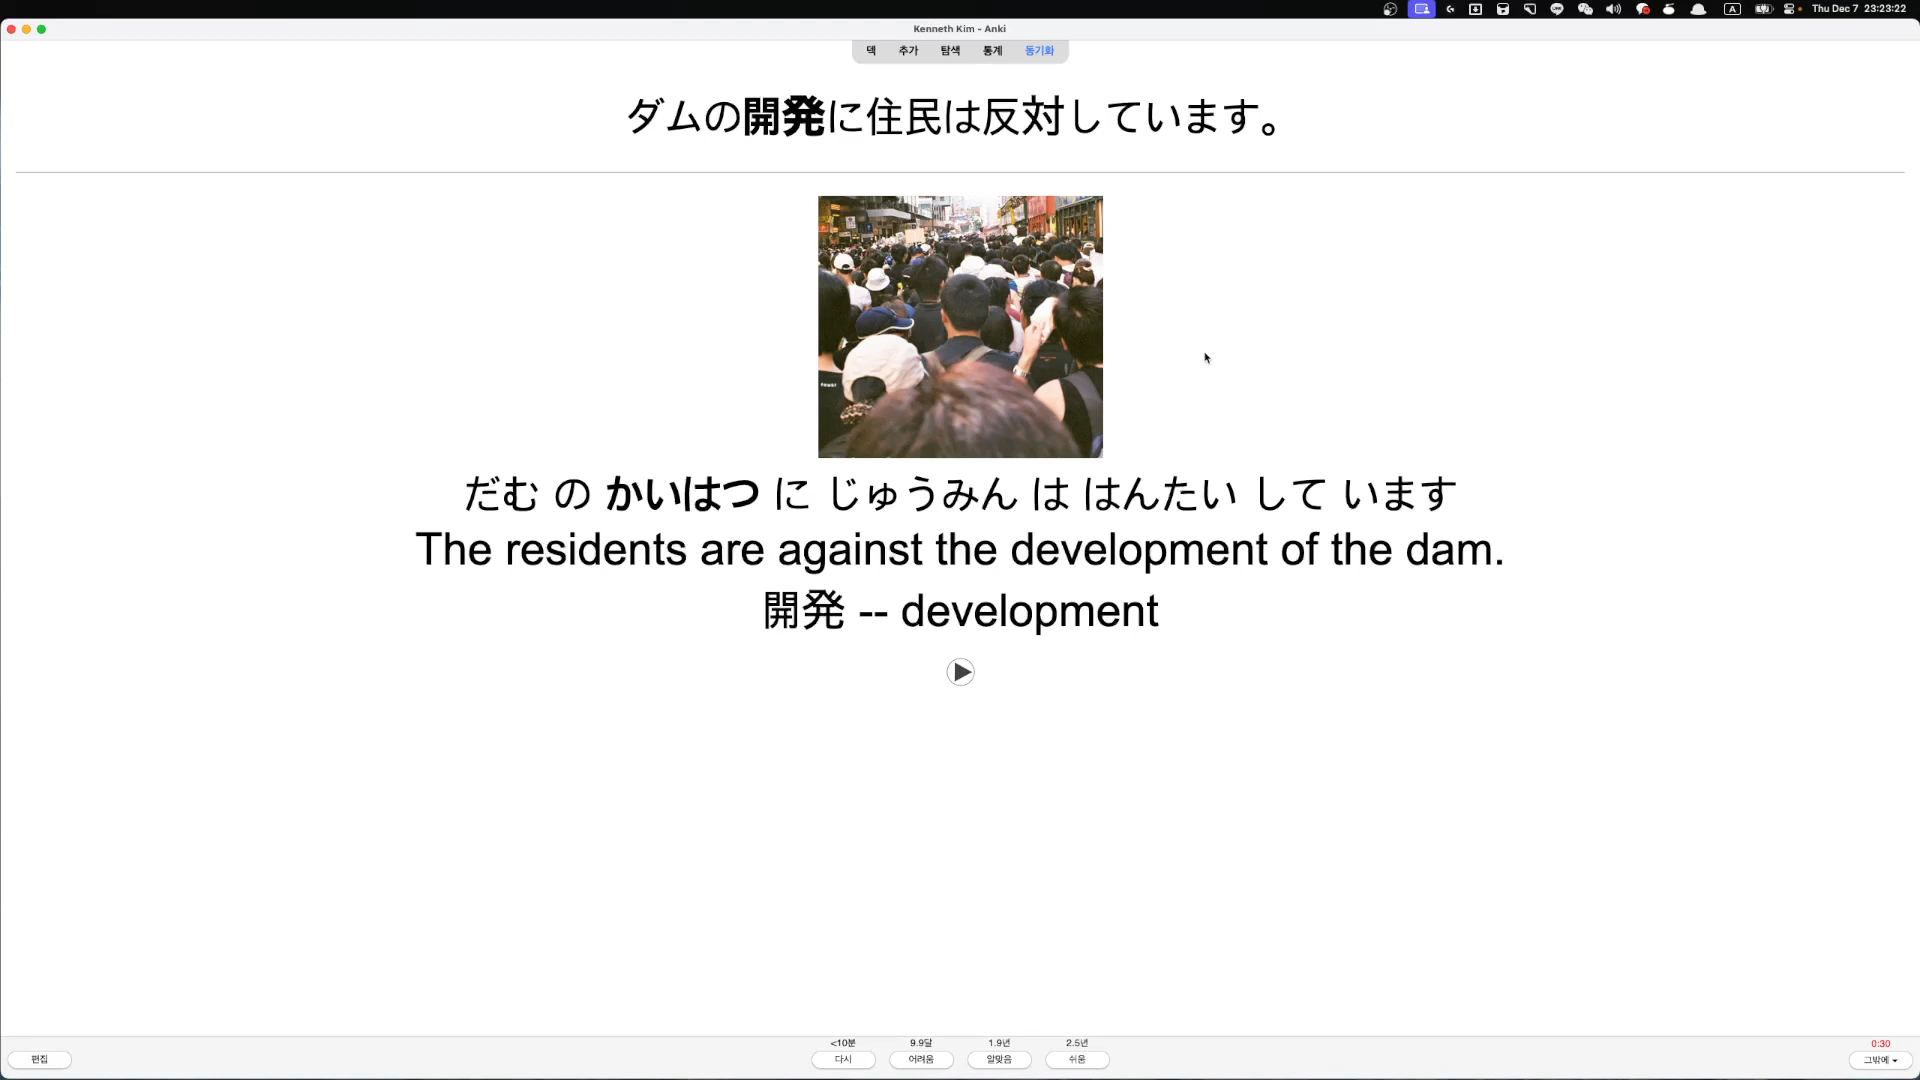 Thu Dec 7 23:23:22
Kenneth Kim - Anki
덱 추가 탐색 통계 동기화
ダムの開発に住民は反対しています。
だむ の かいはつ に じゅうみん は はんたい して います
The residents are against the development of the dam.
開発 -- development
<10분 9.9달 1.9년 2.5년 0:30
편집 다시 어려움 알맞음 쉬움 그밖에